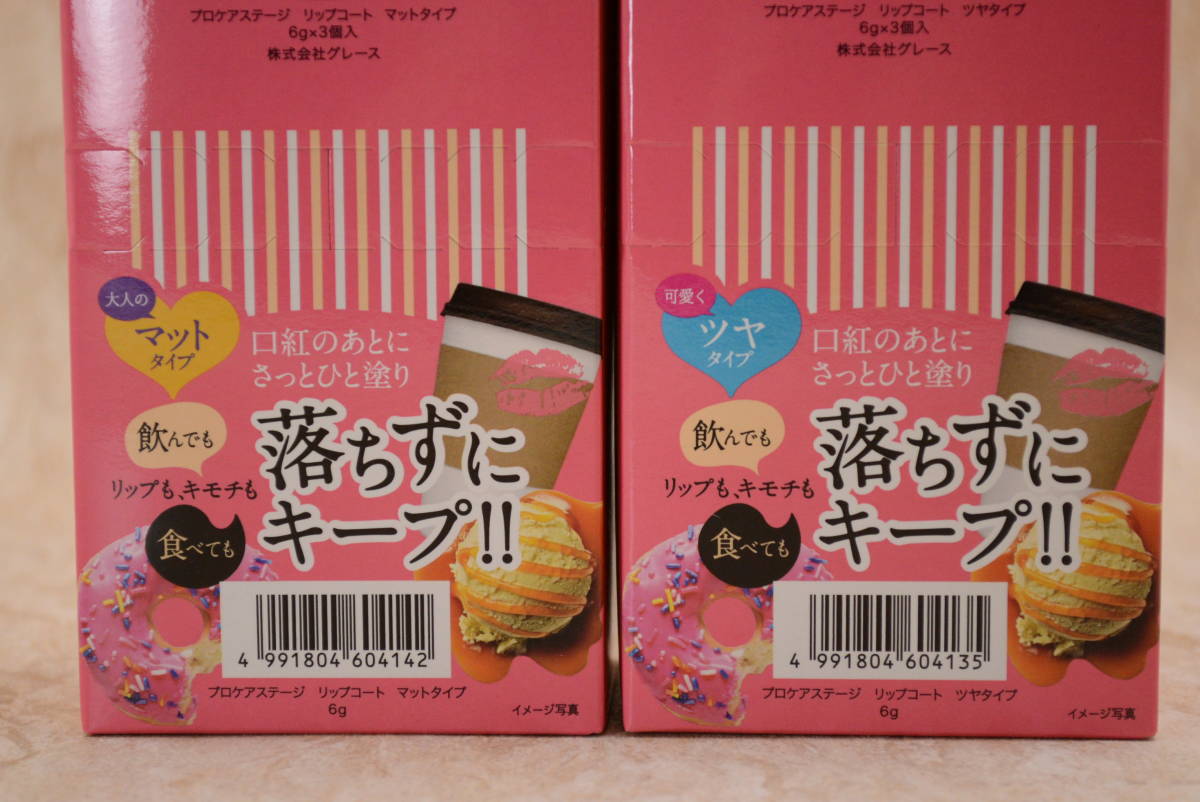 プロケアステージ リップコート マットタイプ
6g×3個入
株式会社グレース
大人の
マット
タイプ
口紅のあとに
さっとひと塗り
飲んでも
リップも、キモチも
食べても
落ちずに
キープ!!
4 991804 604142
プロケアステージ リップコート マットタイプ
6g
イメージ写真
プロケアステージ リップコート ツヤタイプ
6g×3個入
株式会社グレース
可愛く
ツヤ
タイプ
口紅のあとに
さっとひと塗り
飲んでも
リップも、キモチも
食べても
落ちずに
キープ!!
4 991804 604135
プロケアステージ リップコート ツヤタイプ
6g
イメージ写真